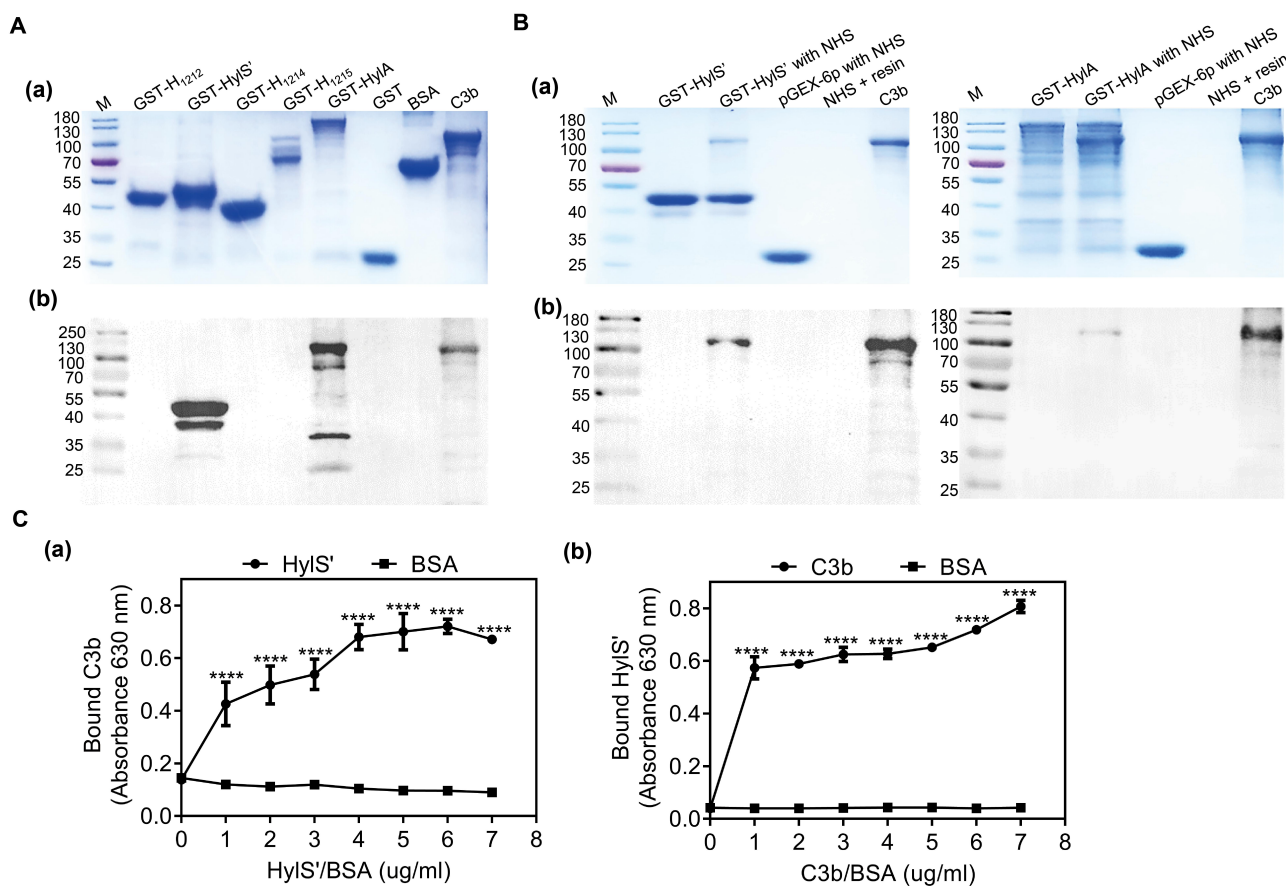 A
B
(a)
M
GST-H1212
GST-HylS'
GST-H1214
GST-H1215
GST-HylA
GST
BSA
C3b
180
130
100
70
55
40
35
25
(b)
250
130
100
70
55
40
35
25
(a)
M
GST-HylS'
GST-HylS' with NHS
pGEX-6p with NHS
NHS + resin
C3b
180
130
100
70
55
40
35
25
M
GST-HylA
GST-HylA with NHS
pGEX-6p with NHS
NHS + resin
C3b
180
130
100
70
55
40
35
25
(b)
180
130
100
70
55
40
35
25
180
130
100
70
55
40
35
25
C
(a)
HylS' BSA
Bound C3b
(Absorbance 630 nm)
0.8
0.6
0.4
0.2
0.0
**** **** **** **** **** **** ****
0 1 2 3 4 5 6 7 8
HylS'/BSA (ug/ml)
(b)
C3b BSA
Bound HylS'
(Absorbance 630 nm)
0.8
0.6
0.4
0.2
0.0
**** **** **** **** **** **** ****
0 1 2 3 4 5 6 7 8
C3b/BSA (ug/ml)